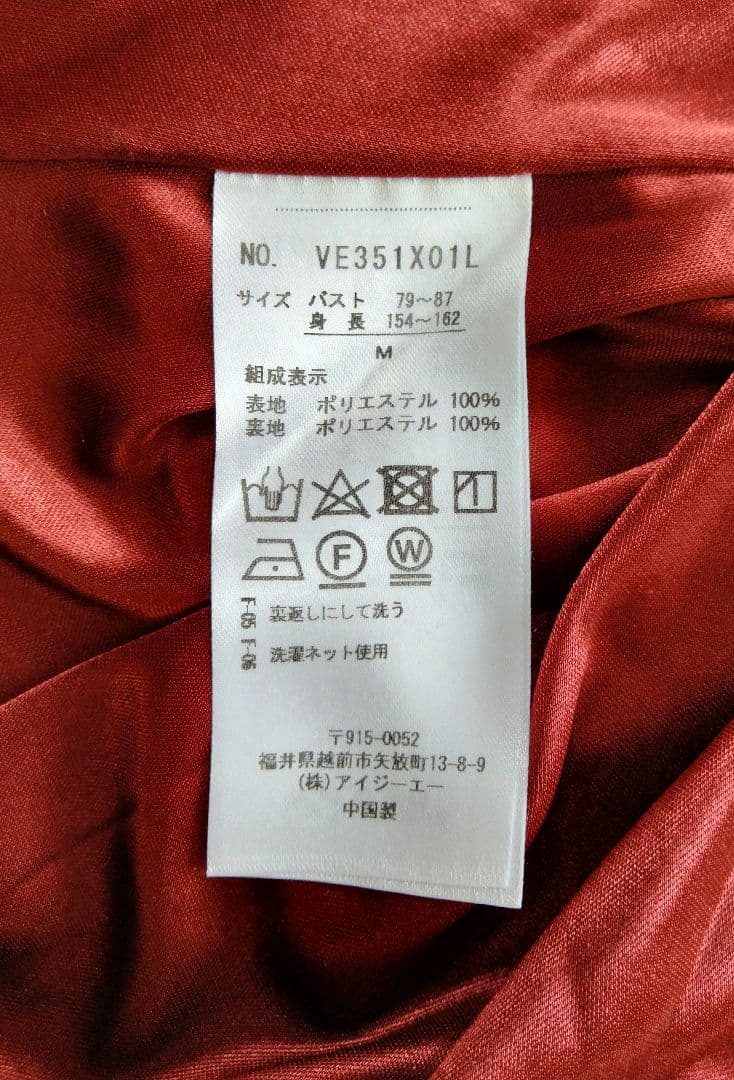 NO. VE351X01L
サイズ バスト 79～87
身長 154～162
M
組成表示
表地 ポリエステル 100%
裏地 ポリエステル 100%
F W
F-05 裏返しにして洗う
F-06 洗濯ネット使用
〒915-0052
福井県越前市矢放町13-8-9
(株)アイジーエー
中国製